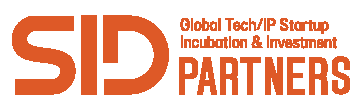 SID
Global Tech/IP Startup
Incubation & Investment
PARTNERS